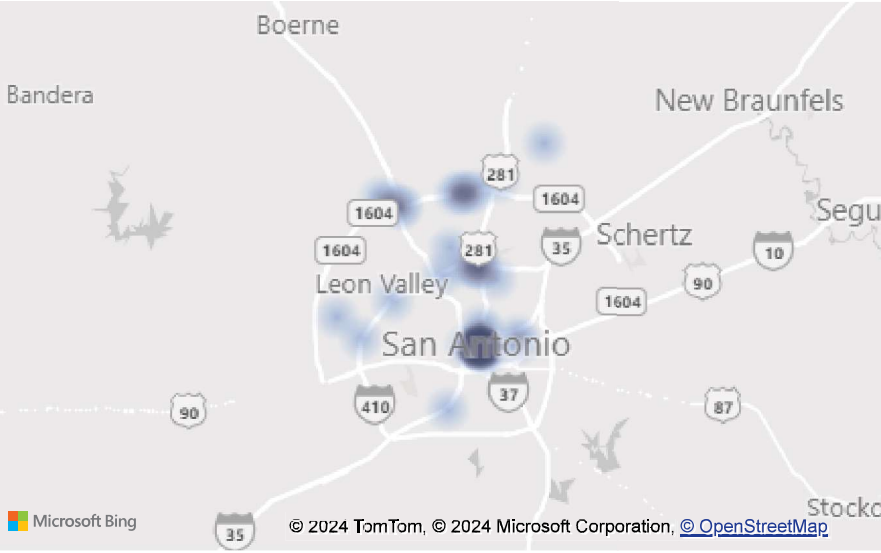 Boerne
Bandera
New Braunfels
281
1604
1604
Segu
Schertz
1604
281
35
10
Leon Valley
90
1604
San Antonio
37
410
90
87
Stocko
Microsoft Bing
35
© 2024 TomTom, © 2024 Microsoft Corporation, © OpenStreetMap